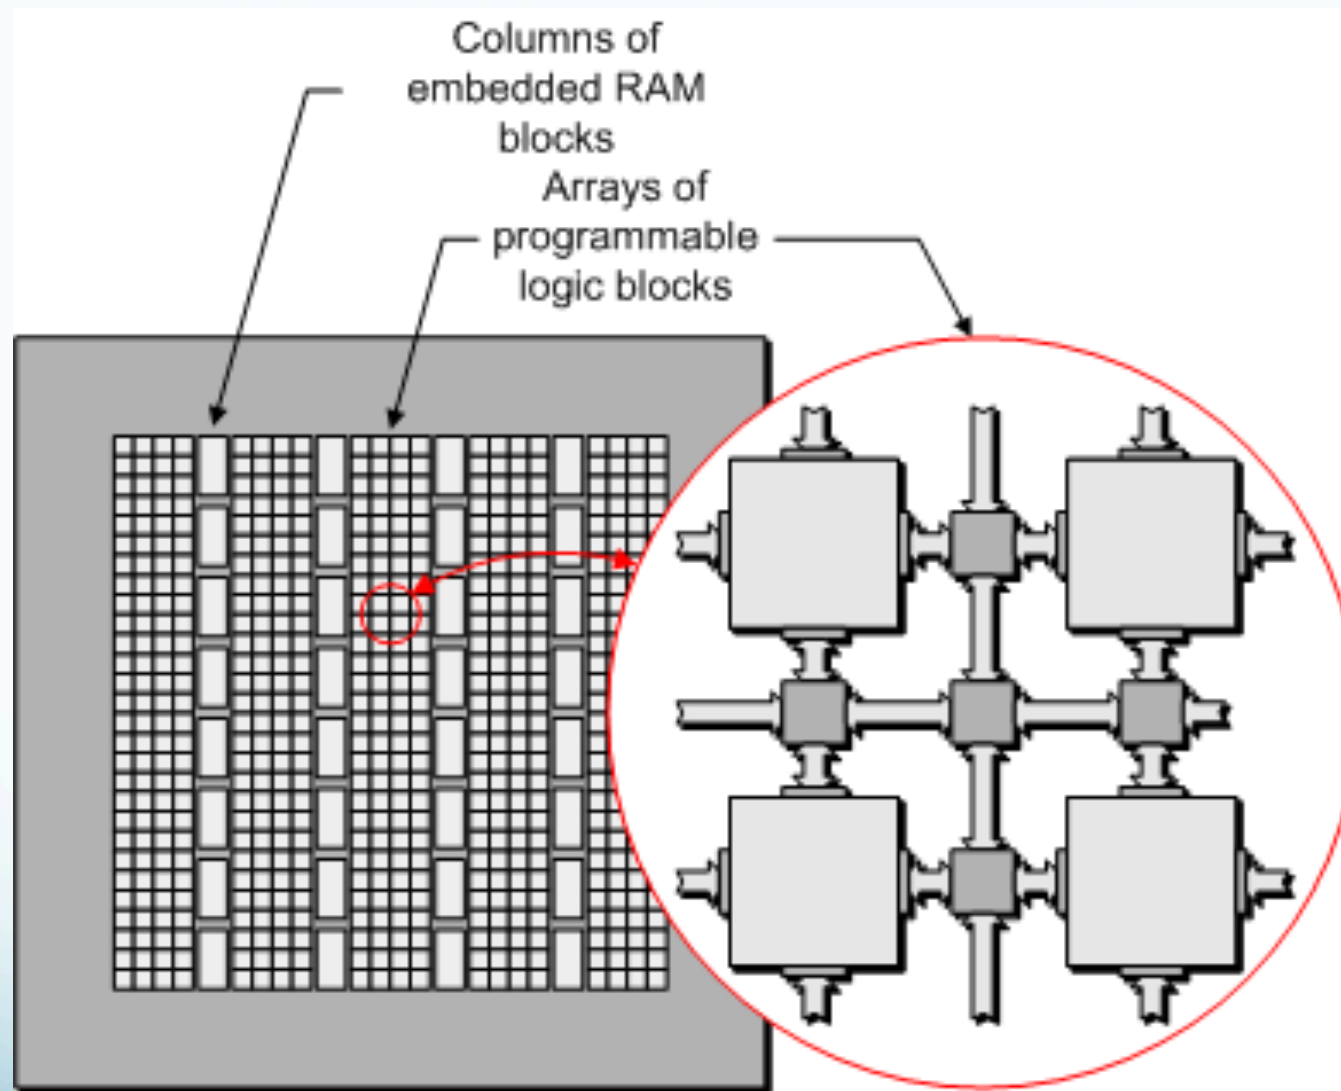 Columns of
embedded RAM
blocks
Arrays of
programmable
logic blocks